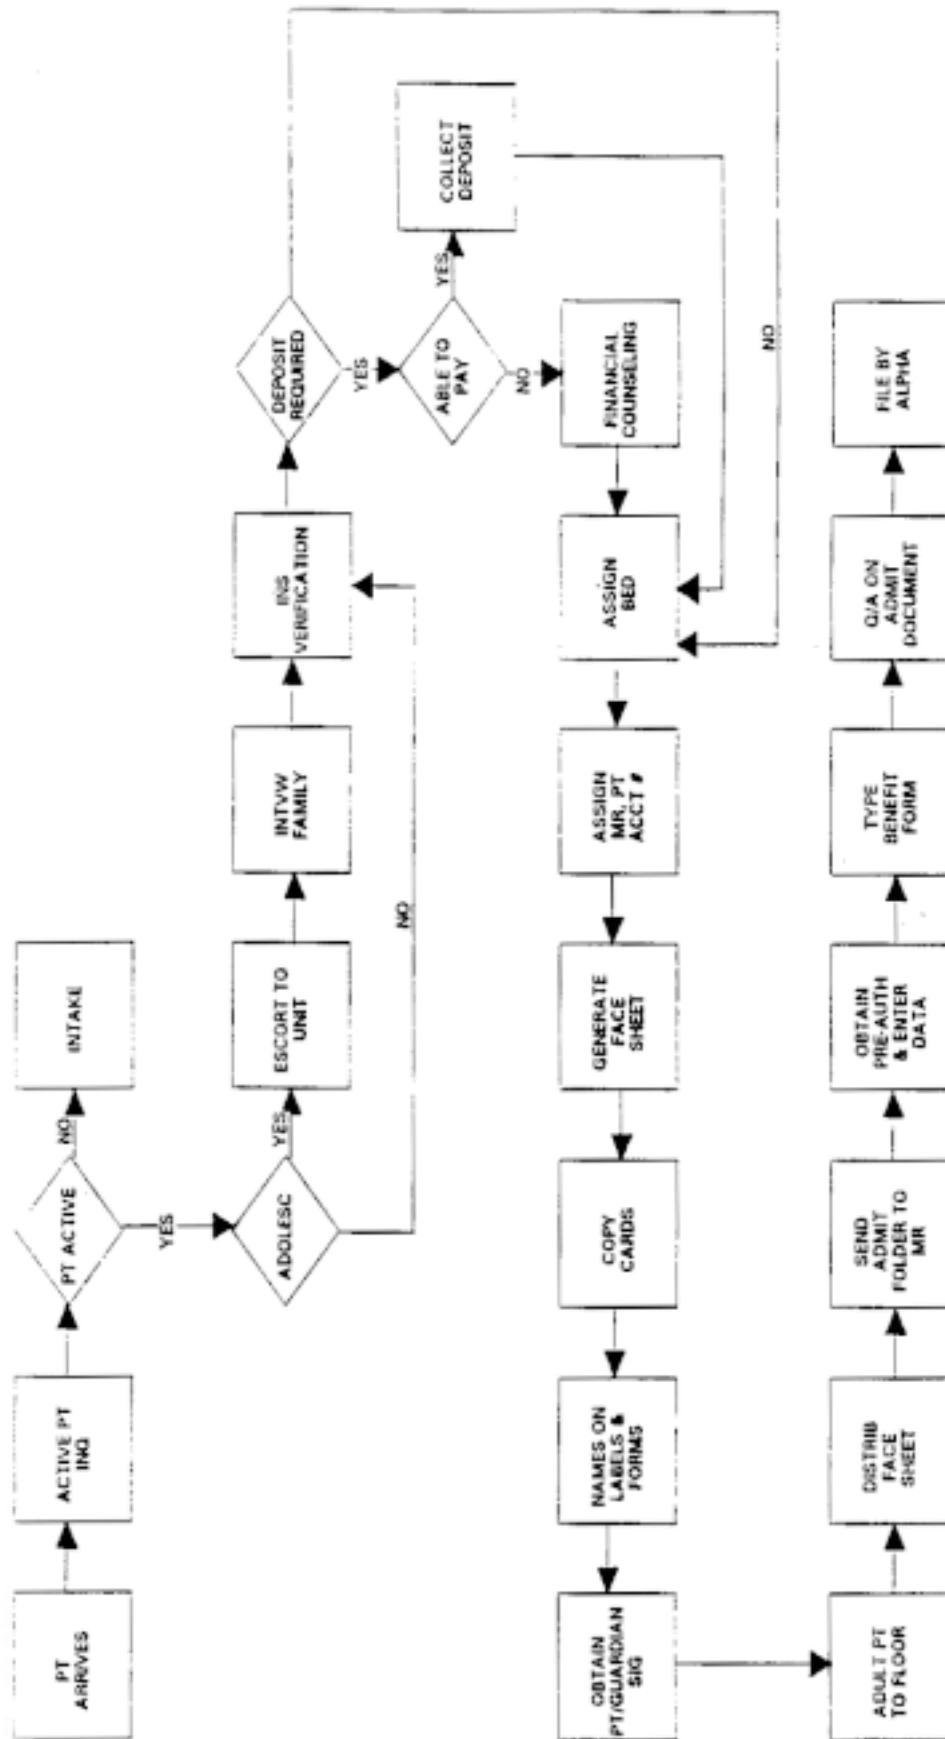 PT
ARRIVES
ACTIVE PT
INQ
PT ACTIVE
NO
INTAKE
YES
ADOLESC
YES
ESCORT TO
UNIT
INTVW
FAMILY
INS
VERIFICATION
DEPOSIT
REQUIRED
NO
YES
ABLE TO
PAY
YES
COLLECT
DEPOSIT
NO
FINANCIAL
COUNSELING
NO
ASSIGN
BED
ASSIGN
MR, PT
ACCT #
GENERATE
FACE
SHEET
COPY
CARDS
NAMES ON
LABELS &
FORMS
OBTAIN
PT/GUARDIAN
SIG
ADULT PT
TO FLOOR
DISTRIB
FACE
SHEET
SEND
ADMIT
FOLDER TO
MR
OBTAIN
PRE-AUTH
& ENTER
DATA
TYPE
BENEFIT
FORM
Q/A ON
ADMIT
DOCUMENT
FILE BY
ALPHA